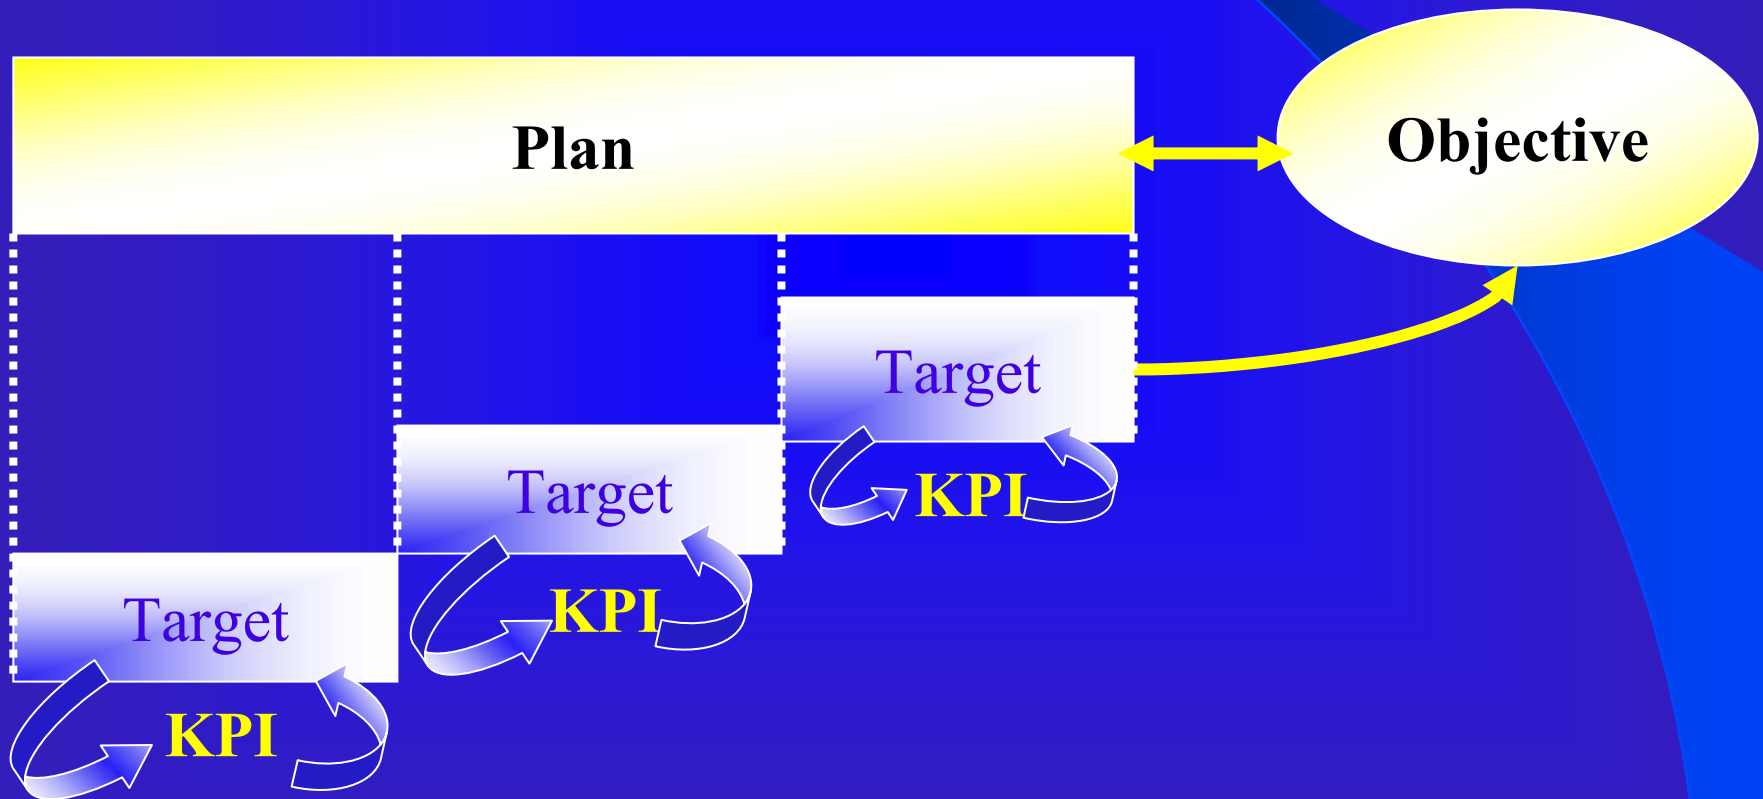 Plan
Objective
Target
Target
KPI
Target
KPI
KPI